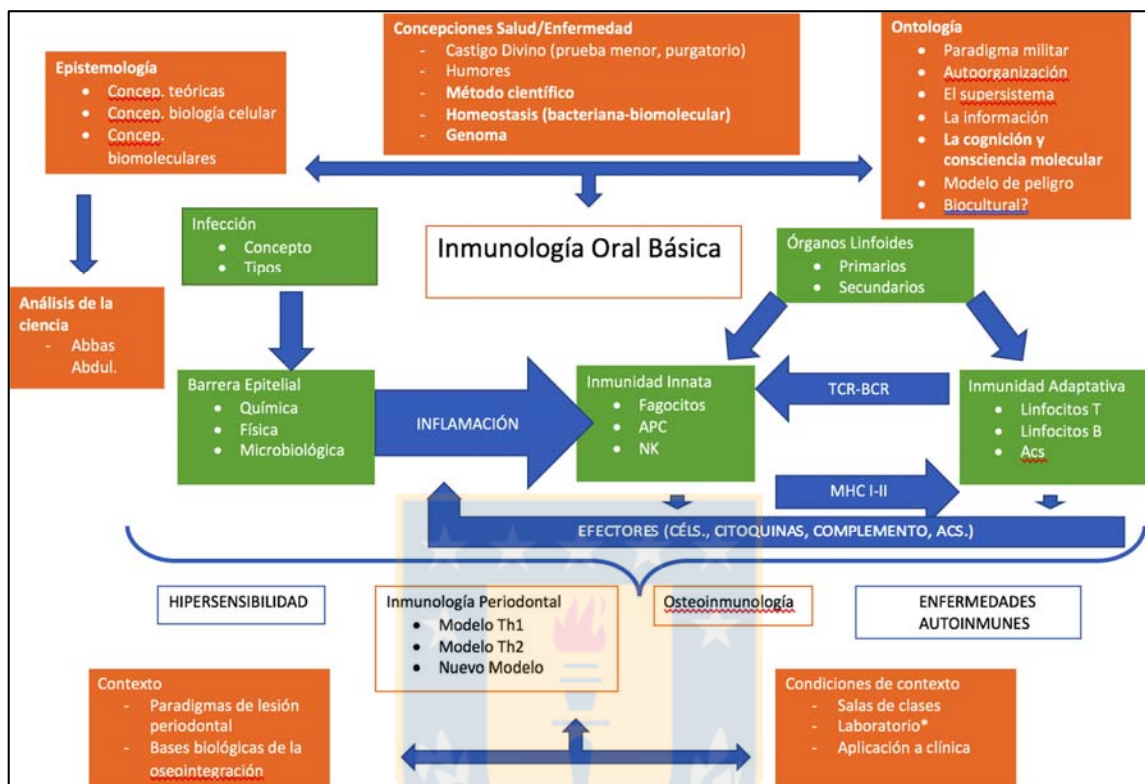 Concepciones Salud/Enfermedad
- Castigo Divino (prueba menor, purgatorio)
- Humores
- Método científico
- Homeostasis (bacteriana-biomolecular)
- Genoma
Ontología
• Paradigma militar
• Autoorganización
• El supersistema
• La información
• La cognición y
consciencia molecular
• Modelo de peligro
• Biocultural?
Epistemología
• Concep. teóricas
• Concep. biología celular
• Concep.
biomoleculares
Infección
• Concepto
• Tipos
Inmunología Oral Básica
Órganos Linfoides
• Primarios
• Secundarios
Análisis de la
ciencia
- Abbas
Abdul.
Barrera Epitelial
• Química
• Física
• Microbiológica
INFLAMACIÓN
Inmunidad Innata
• Fagocitos
• APC
• NK
TCR-BCR
MHC I-II
Inmunidad Adaptativa
• Linfocitos T
• Linfocitos B
• Acs
EFECTORES (CÉLS., CITOQUINAS, COMPLEMENTO, ACS.)
HIPERSENSIBILIDAD
Inmunología Periodontal
• Modelo Th1
• Modelo Th2
• Nuevo Modelo
Osteoinmunología
ENFERMEDADES
AUTOINMUNES
Contexto
- Paradigmas de lesión
periodontal
- Bases biológicas de la
oseointegración
Condiciones de contexto
- Salas de clases
- Laboratorio*
- Aplicación a clínica